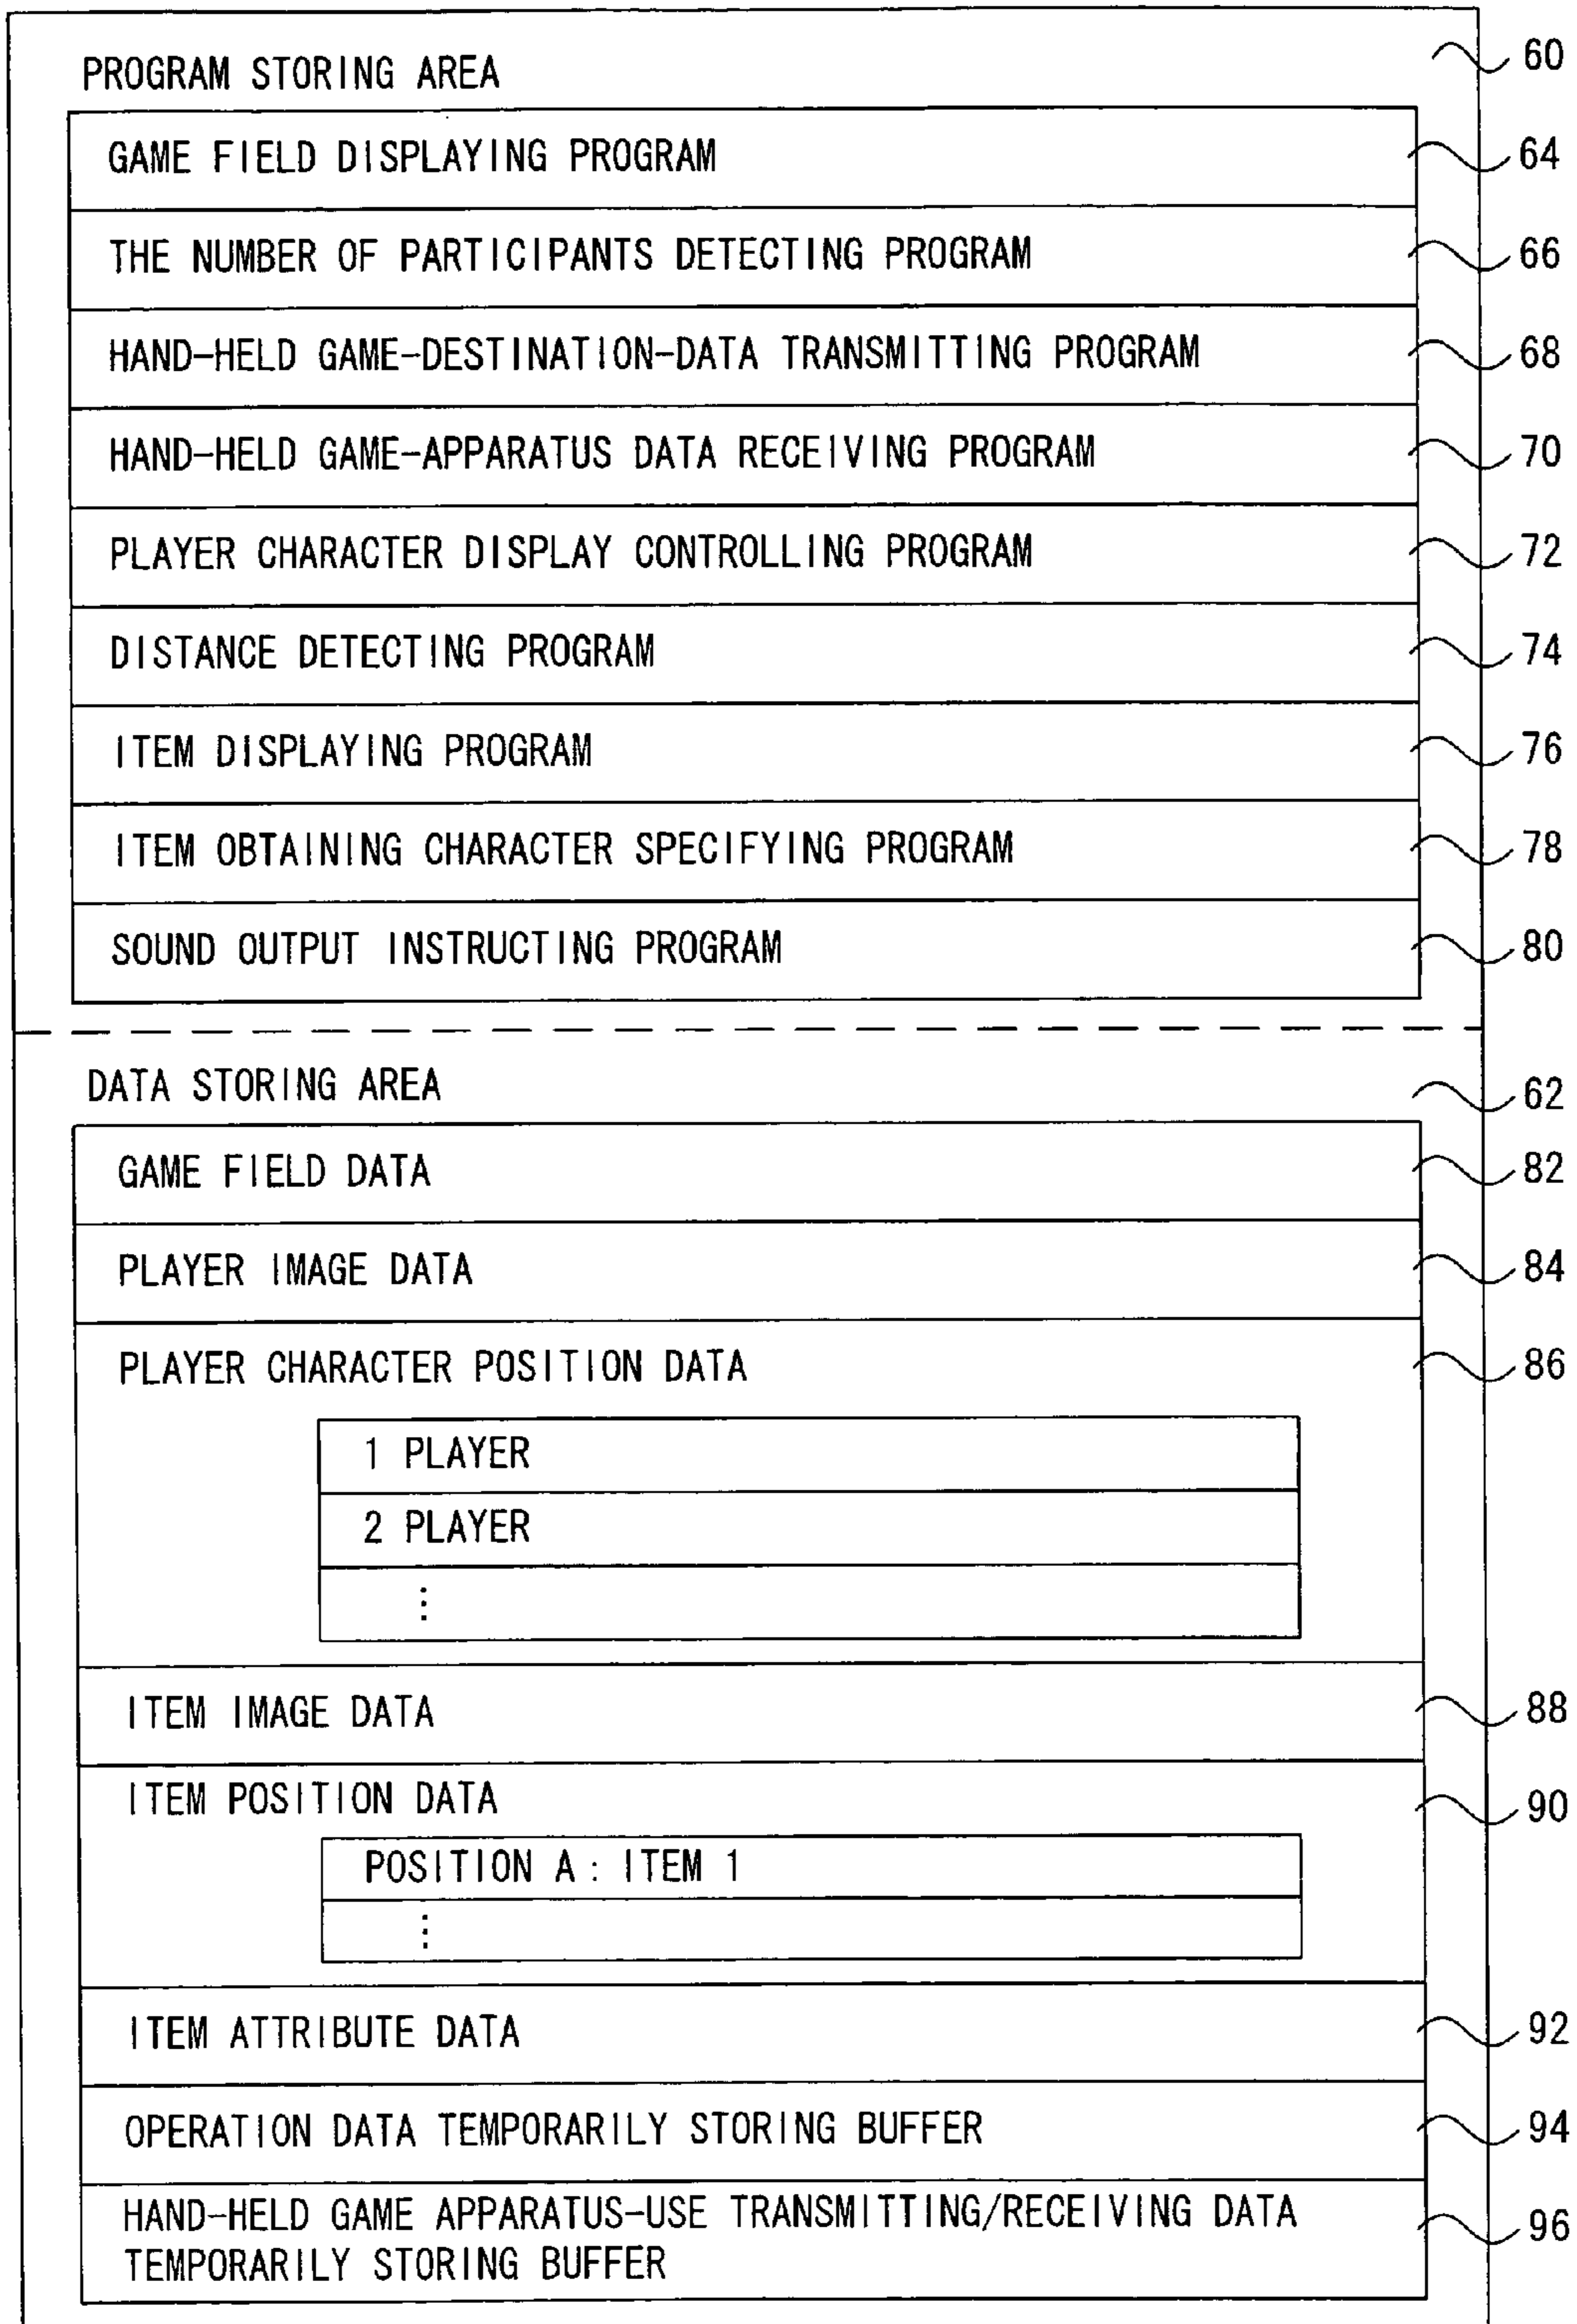 PROGRAM STORING AREA 60
GAME FIELD DISPLAYING PROGRAM 64
THE NUMBER OF PARTICIPANTS DETECTING PROGRAM 66
HAND-HELD GAME-DESTINATION-DATA TRANSMITTING PROGRAM 68
HAND-HELD GAME-APPARATUS DATA RECEIVING PROGRAM 70
PLAYER CHARACTER DISPLAY CONTROLLING PROGRAM 72
DISTANCE DETECTING PROGRAM 74
ITEM DISPLAYING PROGRAM 76
ITEM OBTAINING CHARACTER SPECIFYING PROGRAM 78
SOUND OUTPUT INSTRUCTING PROGRAM 80
DATA STORING AREA 62
GAME FIELD DATA 82
PLAYER IMAGE DATA 84
PLAYER CHARACTER POSITION DATA 86
1 PLAYER
2 PLAYER
⋮
ITEM IMAGE DATA 88
ITEM POSITION DATA 90
POSITION A : ITEM 1
⋮
ITEM ATTRIBUTE DATA 92
OPERATION DATA TEMPORARILY STORING BUFFER 94
HAND-HELD GAME APPARATUS-USE TRANSMITTING/RECEIVING DATA 96
TEMPORARILY STORING BUFFER